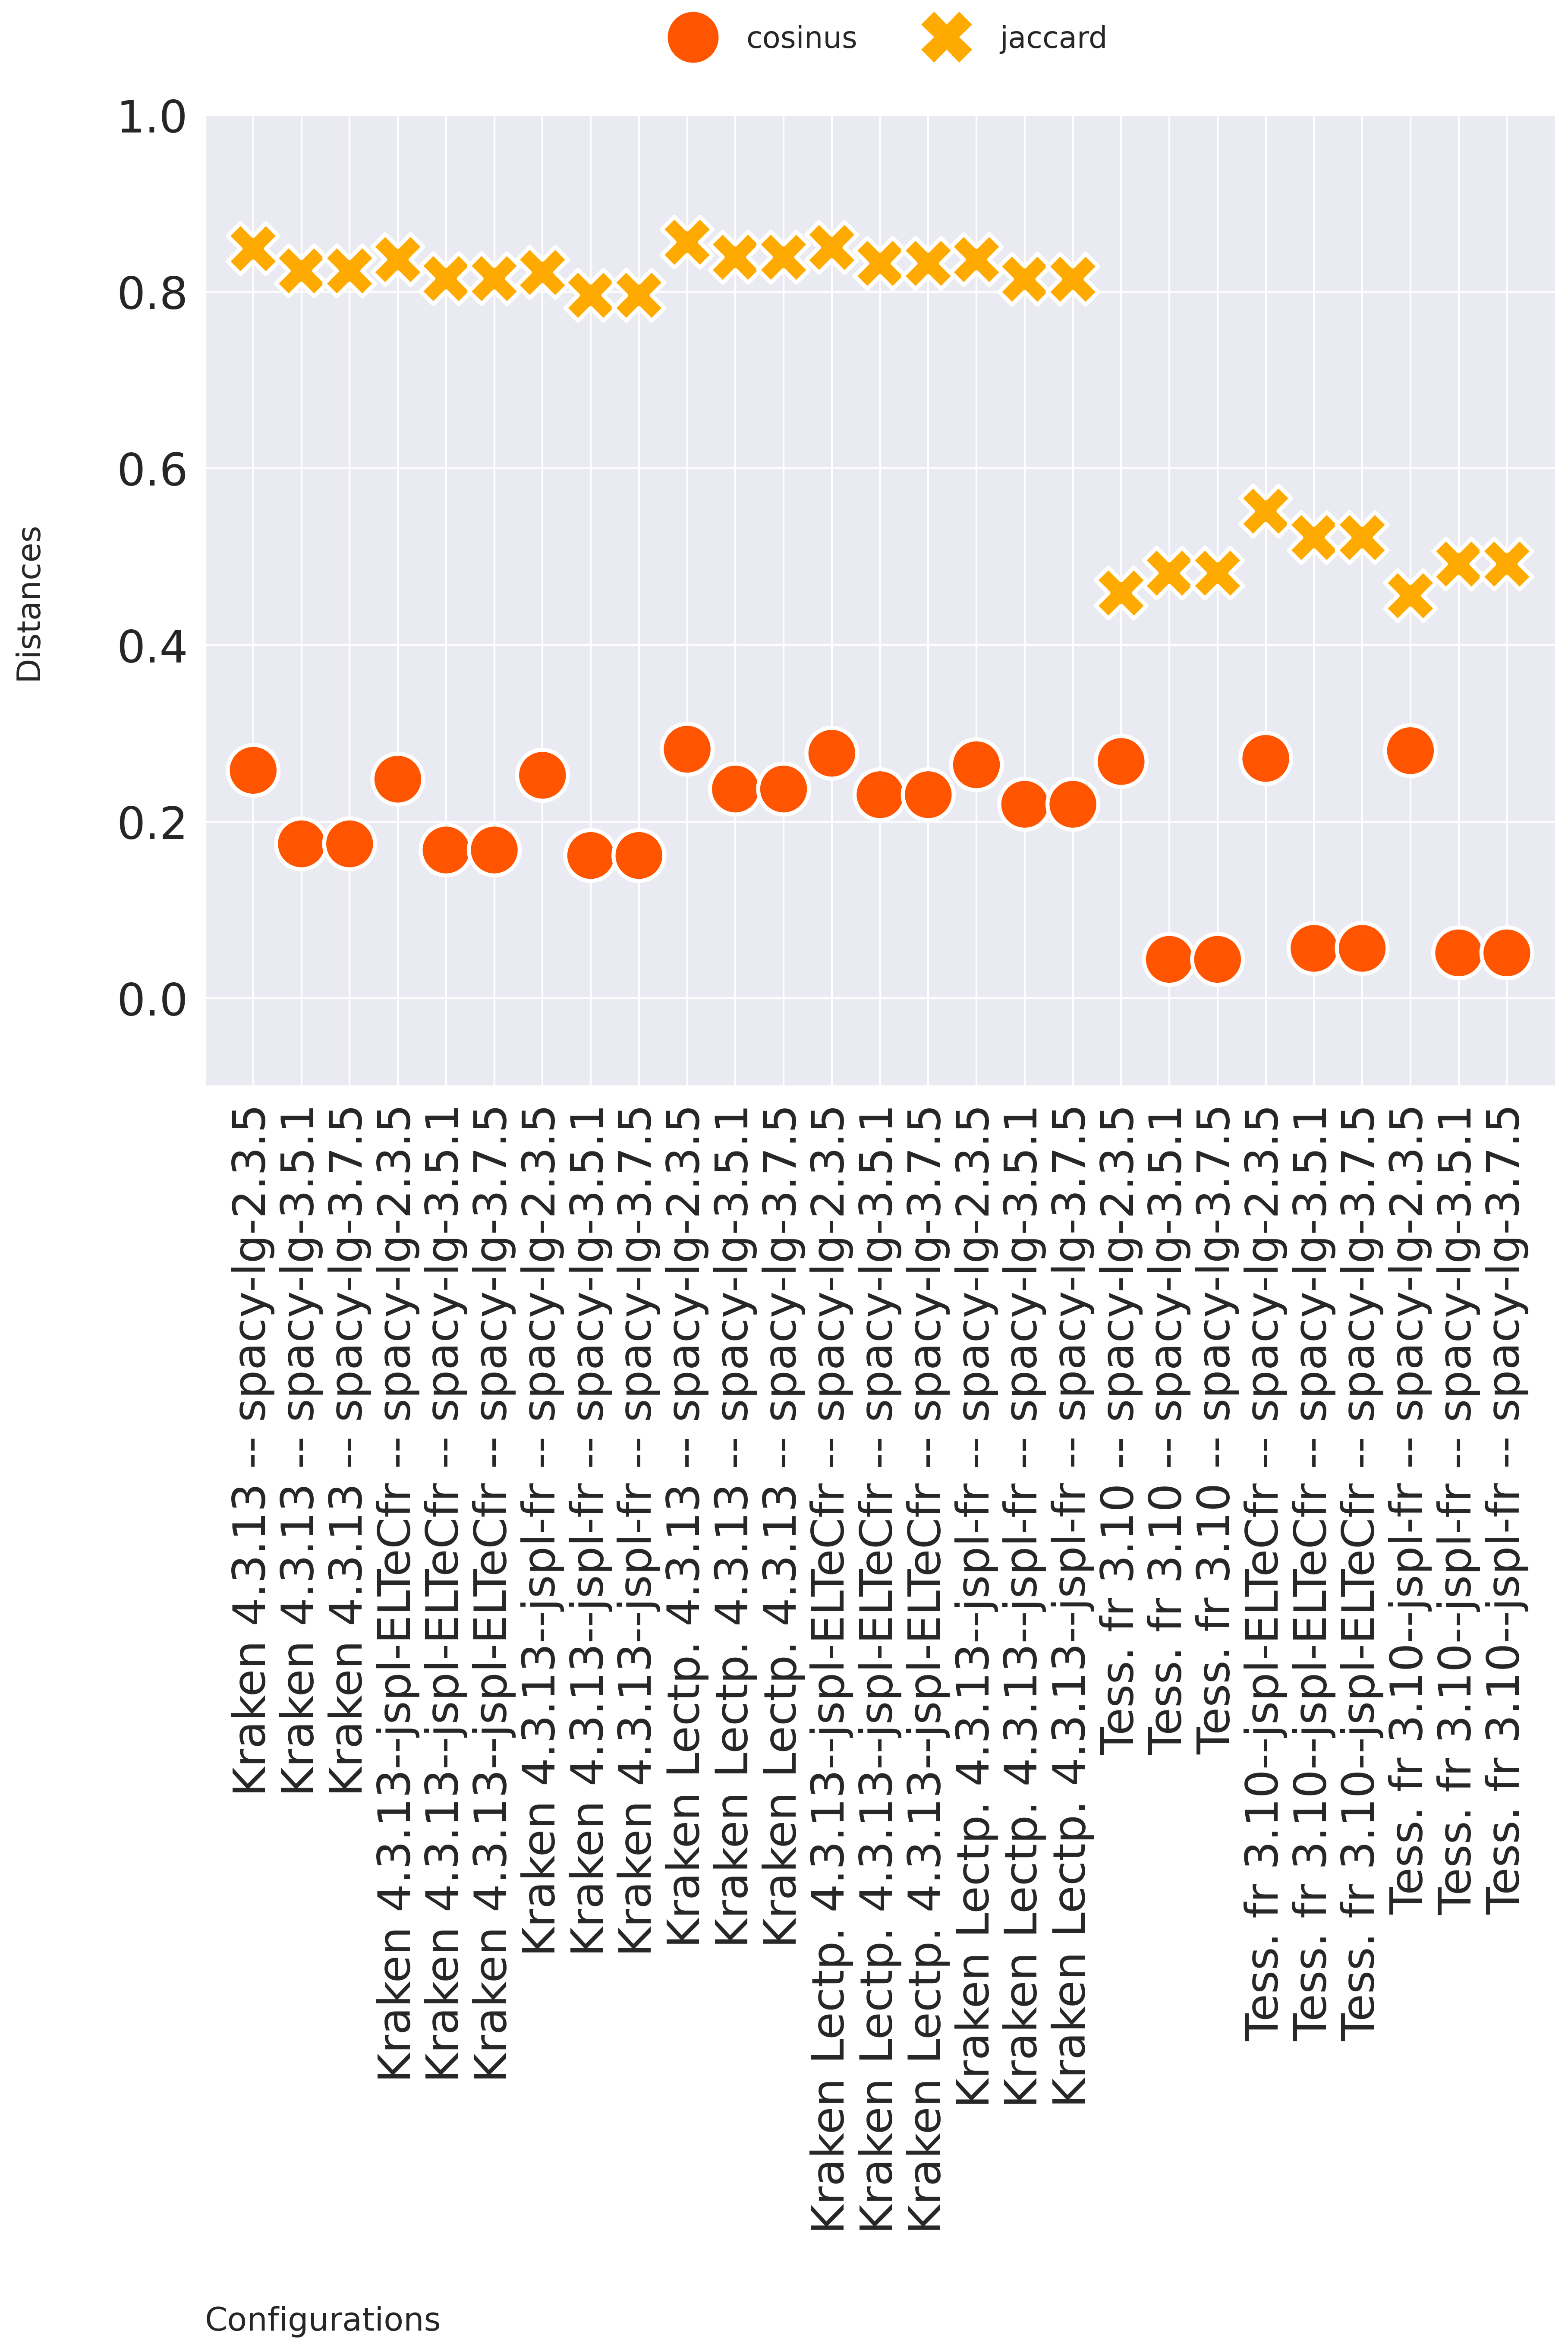 cosinus
jaccard
1.0
0.8
0.6
0.4
0.2
0.0
Distances
Kraken 4.3.13 -- spacy-lg-2.3.5
Kraken 4.3.13 -- spacy-lg-3.5.1
Kraken 4.3.13 -- spacy-lg-3.7.5
Kraken 4.3.13--jspl-ELTeCfr -- spacy-lg-2.3.5
Kraken 4.3.13--jspl-ELTeCfr -- spacy-lg-3.5.1
Kraken 4.3.13--jspl-ELTeCfr -- spacy-lg-3.7.5
Kraken 4.3.13--jspl-fr -- spacy-lg-2.3.5
Kraken 4.3.13--jspl-fr -- spacy-lg-3.5.1
Kraken 4.3.13--jspl-fr -- spacy-lg-3.7.5
Kraken Lectp. 4.3.13 -- spacy-lg-2.3.5
Kraken Lectp. 4.3.13 -- spacy-lg-3.5.1
Kraken Lectp. 4.3.13 -- spacy-lg-3.7.5
Kraken Lectp. 4.3.13--jspl-ELTeCfr -- spacy-lg-2.3.5
Kraken Lectp. 4.3.13--jspl-ELTeCfr -- spacy-lg-3.5.1
Kraken Lectp. 4.3.13--jspl-ELTeCfr -- spacy-lg-3.7.5
Kraken Lectp. 4.3.13--jspl-fr -- spacy-lg-2.3.5
Kraken Lectp. 4.3.13--jspl-fr -- spacy-lg-3.5.1
Kraken Lectp. 4.3.13--jspl-fr -- spacy-lg-3.7.5
Tess. fr 3.10 -- spacy-lg-2.3.5
Tess. fr 3.10 -- spacy-lg-3.5.1
Tess. fr 3.10 -- spacy-lg-3.7.5
Tess. fr 3.10--jspl-ELTeCfr -- spacy-lg-2.3.5
Tess. fr 3.10--jspl-ELTeCfr -- spacy-lg-3.5.1
Tess. fr 3.10--jspl-ELTeCfr -- spacy-lg-3.7.5
Tess. fr 3.10--jspl-fr -- spacy-lg-2.3.5
Tess. fr 3.10--jspl-fr -- spacy-lg-3.5.1
Tess. fr 3.10--jspl-fr -- spacy-lg-3.7.5
Configurations